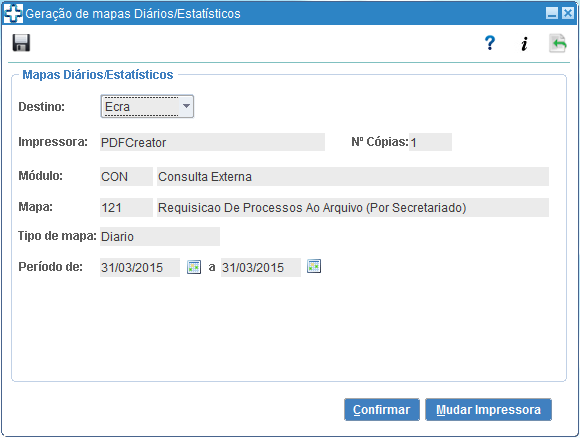 Geração de mapas Diários/Estatísticos
? i
Mapas Diários/Estatísticos
Destino: Ecra
Impressora: PDFCreator Nº Cópias: 1
Módulo: CON Consulta Externa
Mapa: 121 Requisicao De Processos Ao Arquivo (Por Secretariado)
Tipo de mapa: Diario
Período de: 31/03/2015 a 31/03/2015
Confirmar Mudar Impressora